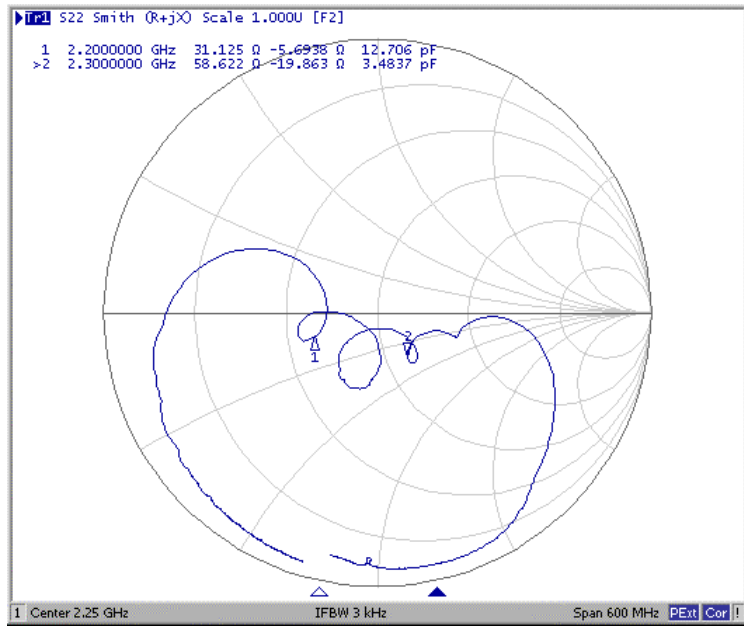 Tr1 S22 Smith (R+jX) Scale 1.000U [F2]
1 2.2000000 GHz 31.125 Ω -5.6938 Ω 12.706 pF
>2 2.3000000 GHz 58.622 Ω -19.863 Ω 3.4837 pF
2
1
R
1 Center 2.25 GHz IFBW 3 kHz Span 600 MHz PExt Cor !